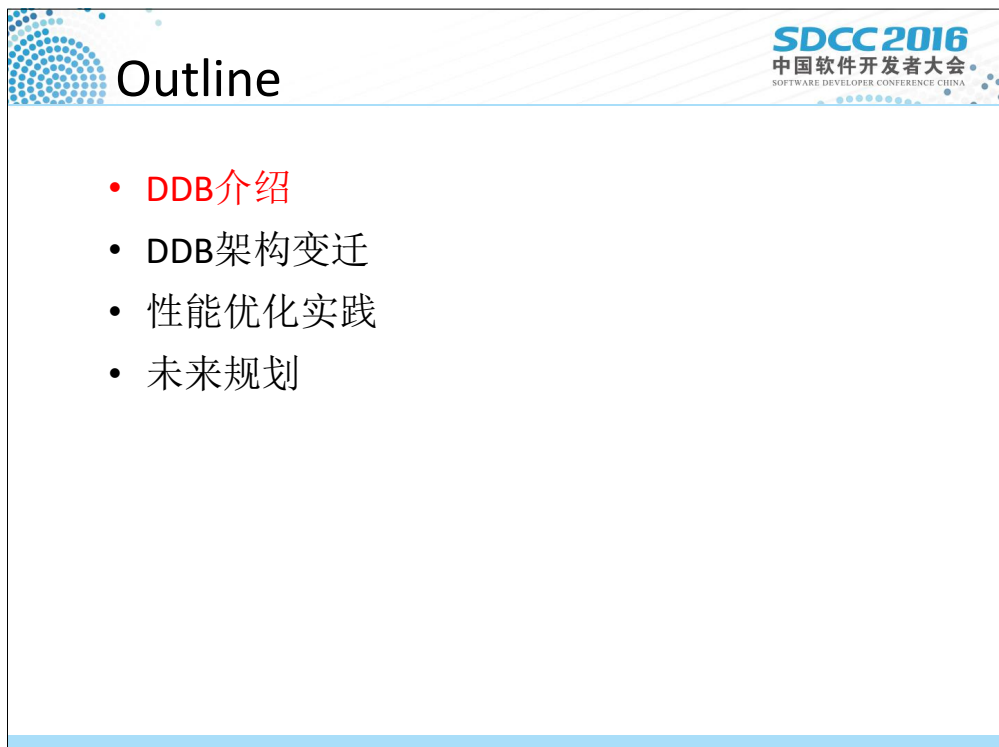 Outline
SDCC 2016
中国软件开发者大会
SOFTWARE DEVELOPER CONFERENCE CHINA
• DDB介绍
• DDB架构变迁
• 性能优化实践
• 未来规划